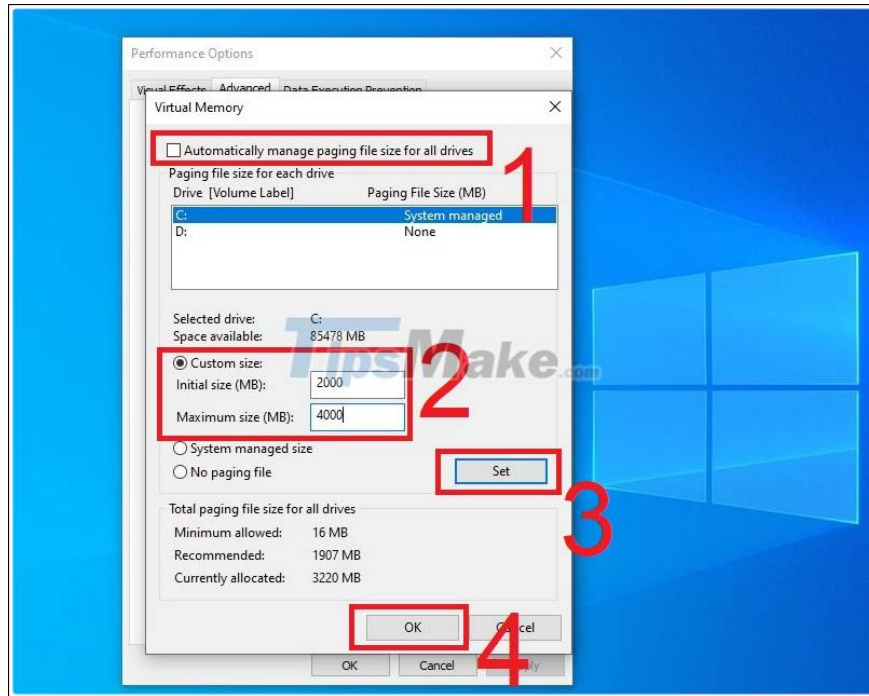 Performance Options
Visual Effects Advanced Data Execution Prevention
Virtual Memory
Automatically manage paging file size for all drives
1
Paging file size for each drive
Drive [Volume Label] Paging File Size (MB)
C: System managed
D: None
Selected drive: C:
Space available: 85478 MB
TipsMake.com
2
Custom size:
Initial size (MB): 2000
Maximum size (MB): 4000
System managed size
No paging file
Set
3
Total paging file size for all drives
Minimum allowed: 16 MB
Recommended: 1907 MB
Currently allocated: 3220 MB
OK Cancel
4
OK Cancel Apply